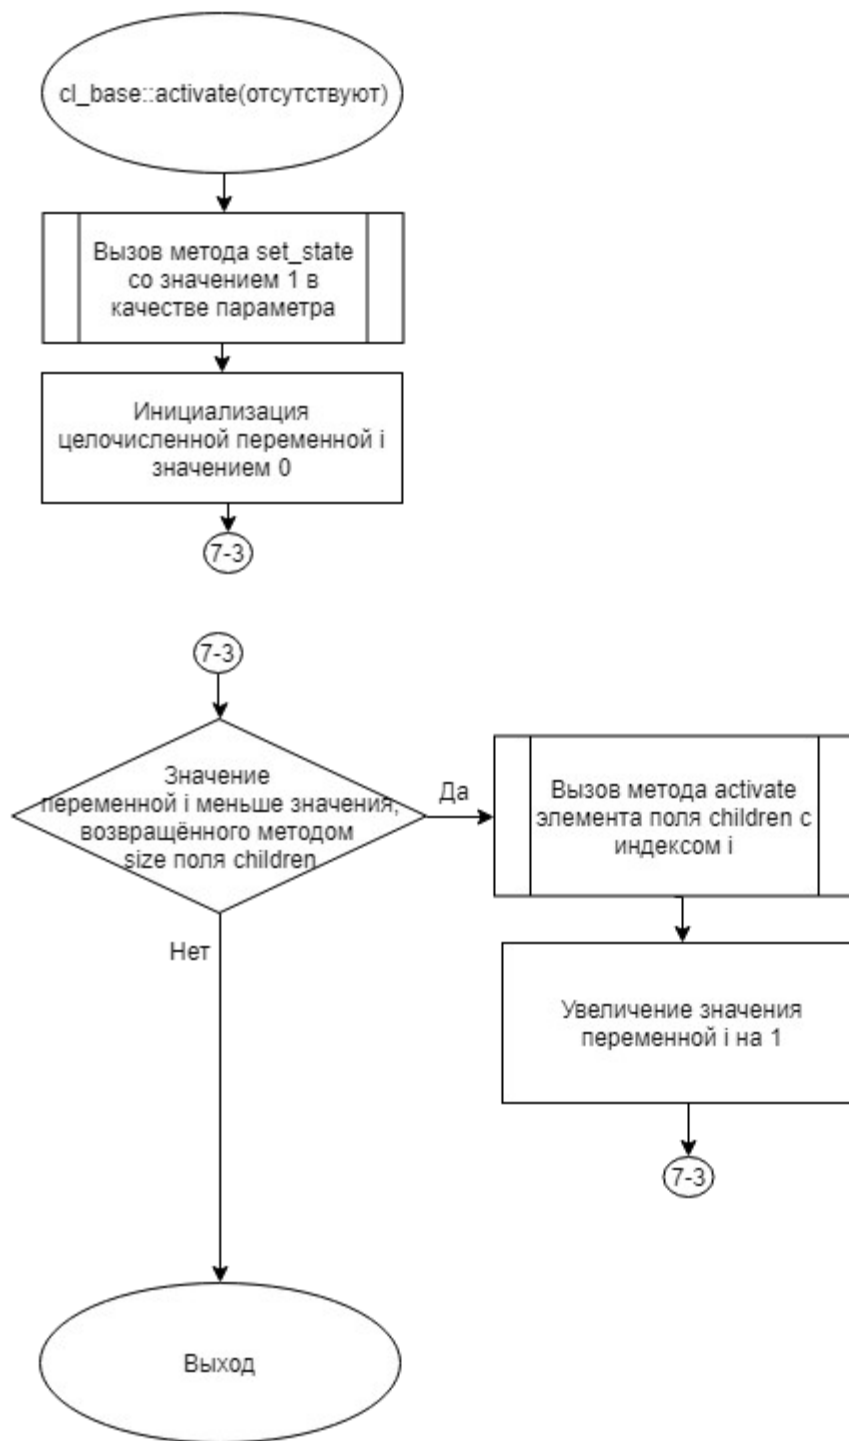 cl_base::activate(отсутствуют)
Вызов метода set_state
со значением 1 в
качестве параметра
Инициализация
целочисленной переменной i
значением 0
7-3
7-3
Значение
переменной i меньше значения,
возвращённого методом
size поля children
Да
Вызов метода activate
элемента поля children с
индексом i
Нет
Увеличение значения
переменной i на 1
7-3
Выход